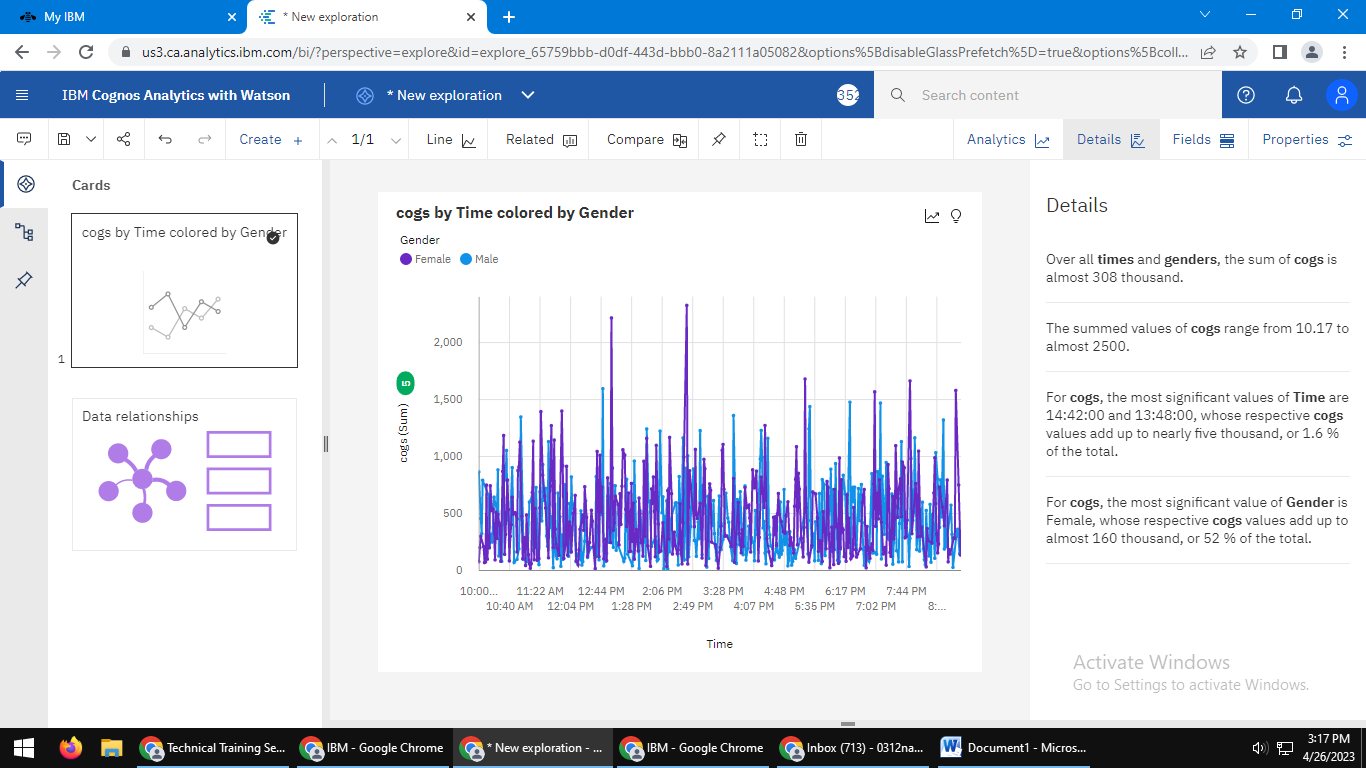 My IBM
* New exploration
us3.ca.analytics.ibm.com/bi/?perspective=explore&id=explore_65759bbb-d0df-443d-bbb0-8a2111a05082&options%5BdisableGlassPrefetch%5D=true&options%5Bcoll...
IBM Cognos Analytics with Watson
* New exploration
352
Search content
Create +
1/1
Line
Related
Compare
Analytics
Details
Fields
Properties
Cards
cogs by Time colored by Gender
1
Data relationships
cogs by Time colored by Gender
Gender
Female
Male
2,000
1,500
1,000
500
0
cogs (Sum)
5
10:00...
11:22 AM
12:44 PM
2:06 PM
3:28 PM
4:48 PM
6:17 PM
7:44 PM
10:40 AM
12:04 PM
1:28 PM
2:49 PM
4:07 PM
5:35 PM
7:02 PM
8:...
Time
Details
Over all times and genders, the sum of cogs is
almost 308 thousand.
The summed values of cogs range from 10.17 to
almost 2500.
For cogs, the most significant values of Time are
14:42:00 and 13:48:00, whose respective cogs
values add up to nearly five thousand, or 1.6 %
of the total.
For cogs, the most significant value of Gender is
Female, whose respective cogs values add up to
almost 160 thousand, or 52 % of the total.
Activate Windows
Go to Settings to activate Windows.
Technical Training Se...
IBM - Google Chrome
* New exploration - ...
IBM - Google Chrome
Inbox (713) - 0312na...
Document1 - Micros...
3:17 PM
4/26/2023